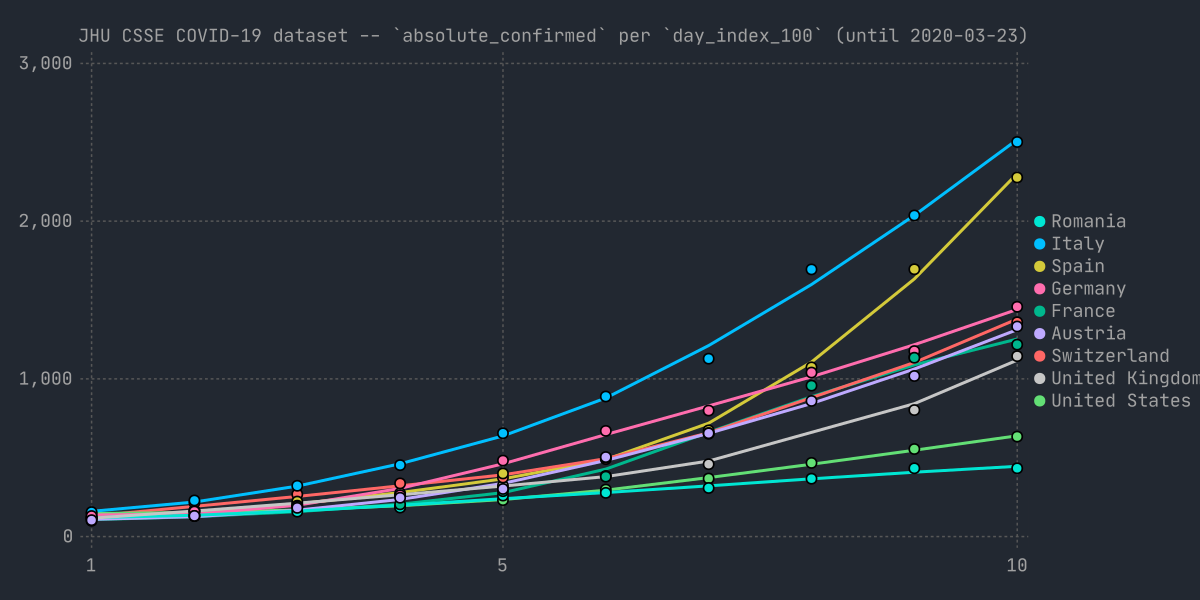 JHU CSSE COVID-19 dataset -- `absolute_confirmed` per `day_index_100` (until 2020-03-23)
3,000
2,000
1,000
0
1
5
10
Romania
Italy
Spain
Germany
France
Austria
Switzerland
United Kingdom
United States